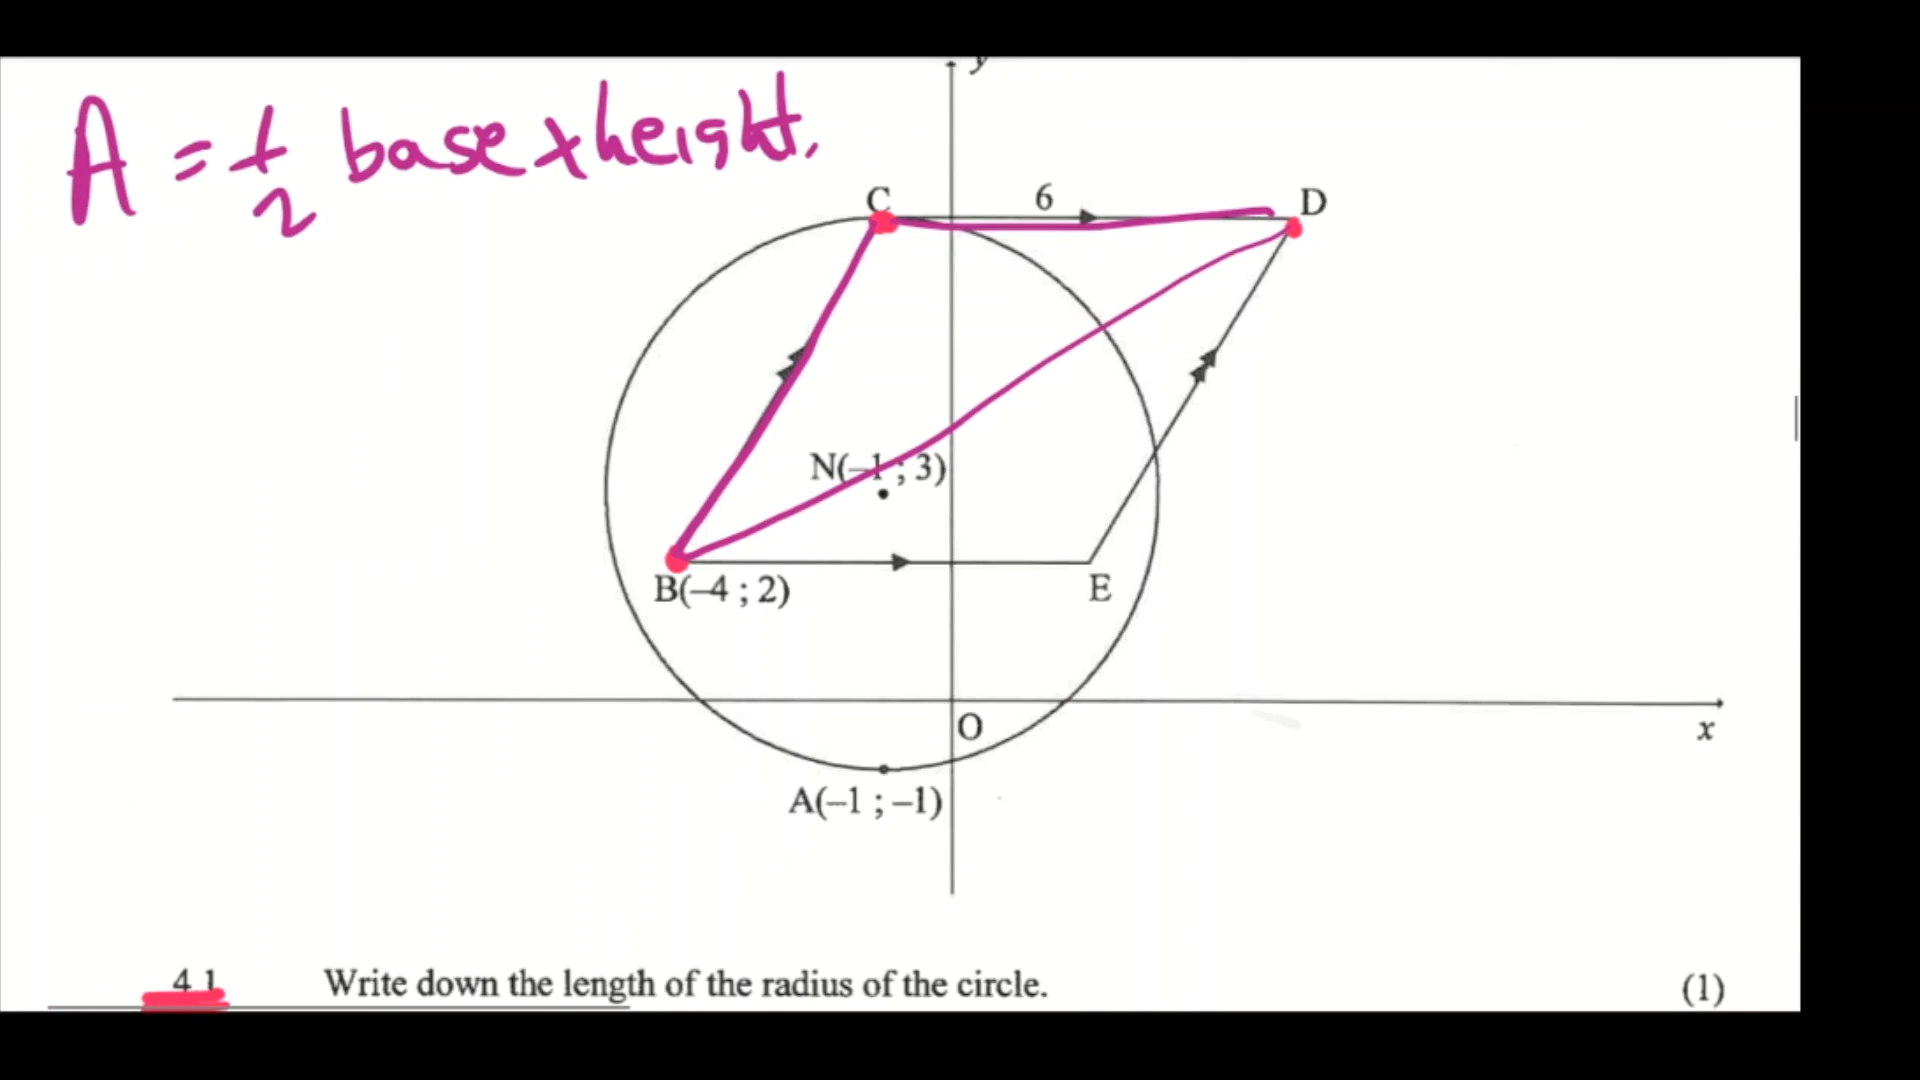 y
A = 1/2 base × height.
C
6
D
N(–1 ; 3)
B(–4 ; 2)
E
O
x
A(–1 ; –1)
4.1 Write down the length of the radius of the circle. (1)